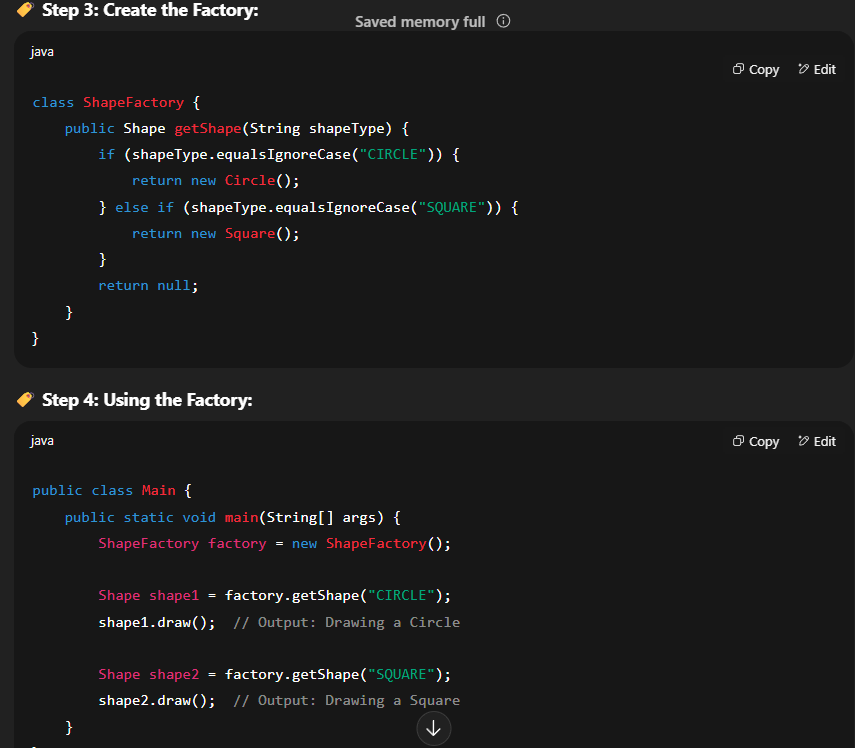 Step 3: Create the Factory:
Saved memory full
java
Copy Edit
class ShapeFactory {
    public Shape getShape(String shapeType) {
        if (shapeType.equalsIgnoreCase("CIRCLE")) {
            return new Circle();
        } else if (shapeType.equalsIgnoreCase("SQUARE")) {
            return new Square();
        }
        return null;
    }
}
Step 4: Using the Factory:
java
Copy Edit
public class Main {
    public static void main(String[] args) {
        ShapeFactory factory = new ShapeFactory();
        Shape shape1 = factory.getShape("CIRCLE");
        shape1.draw();  // Output: Drawing a Circle
        Shape shape2 = factory.getShape("SQUARE");
        shape2.draw();  // Output: Drawing a Square
    }